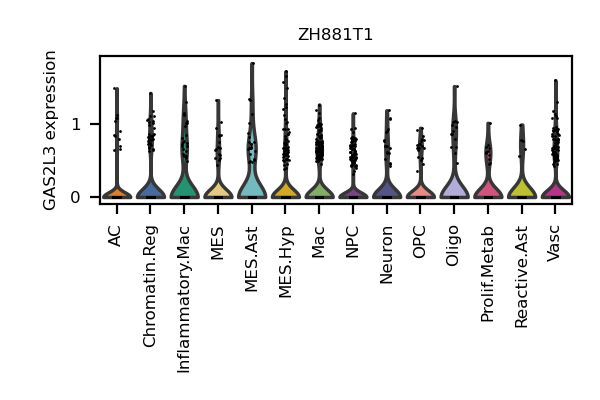 ZH881T1
GAS2L3 expression
1
0
AC
Chromatin.Reg
Inflammatory.Mac
MES
MES.Ast
MES.Hyp
Mac
NPC
Neuron
OPC
Oligo
Prolif.Metab
Reactive.Ast
Vasc